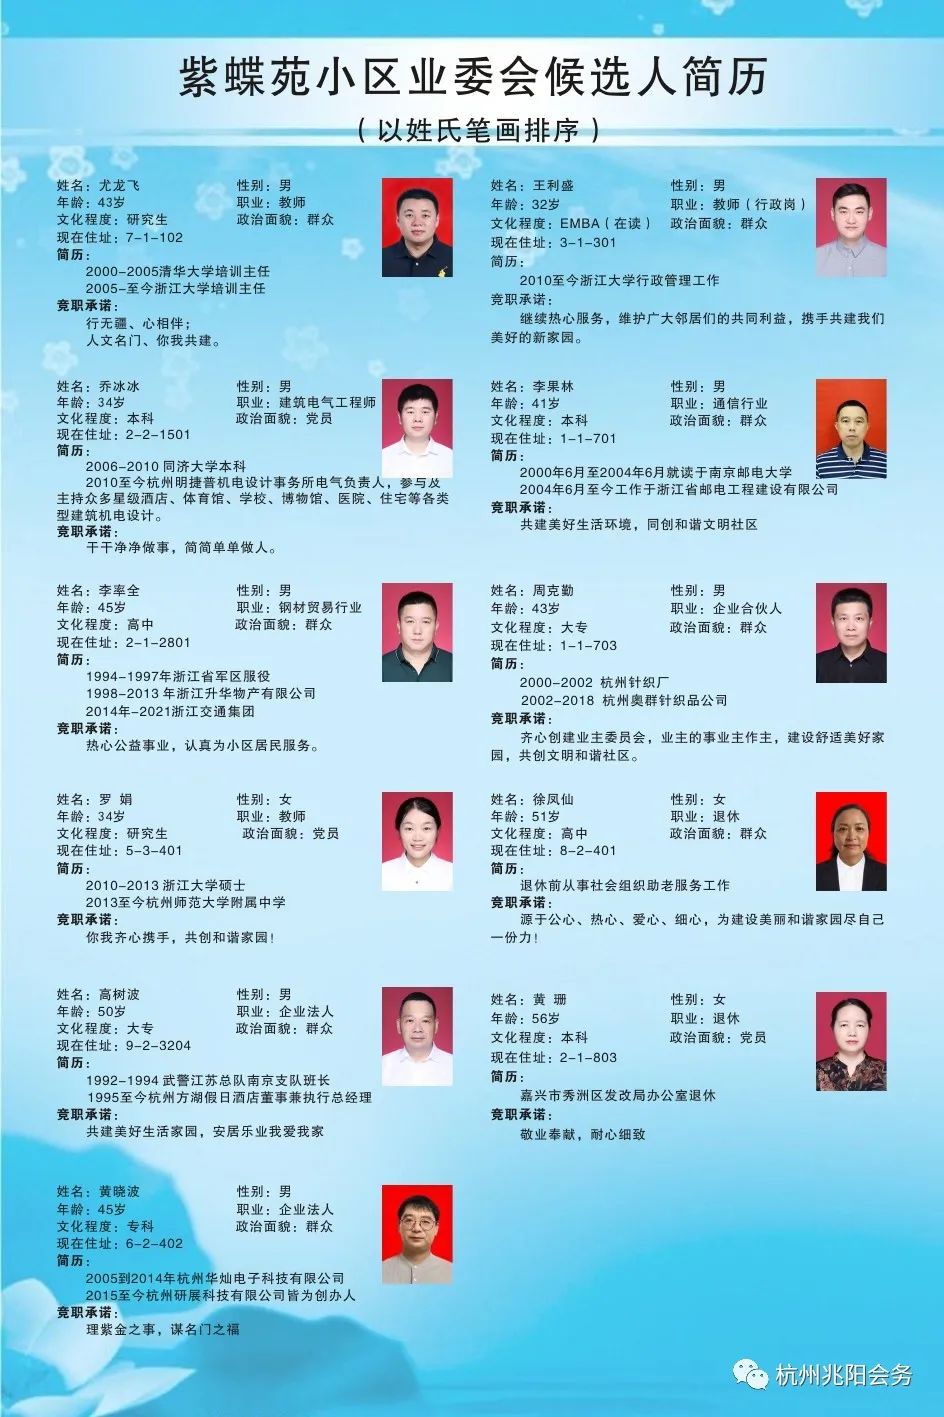 紫蝶苑小区业委会候选人简历
（以姓氏笔画排序）
姓名：尤龙飞 性别：男
年龄：43岁 职业：教师
文化程度：研究生 政治面貌：群众
现在住址：7-1-102
简历：
2000-2005清华大学培训主任
2005-至今浙江大学培训主任
竞职承诺：
行无疆、心相伴；
人文名门、你我共建。
姓名：王利盛 性别：男
年龄：32岁 职业：教师（行政岗）
文化程度：EMBA（在读） 政治面貌：群众
现在住址：3-1-301
简历：
2010至今浙江大学行政管理工作
竞职承诺：
继续热心服务，维护广大邻居们的共同利益，携手共建我们
美好的新家园。
姓名：乔冰冰 性别：男
年龄：34岁 职业：建筑电气工程师
文化程度：本科 政治面貌：党员
现在住址：2-2-1501
简历：
2006-2010 同济大学本科
2010至今杭州明捷普机电设计事务所电气负责人，参与及
主持众多星级酒店、体育馆、学校、博物馆、医院、住宅等各类
型建筑机电设计。
竞职承诺：
干干净净做事，简简单单做人。
姓名：李果林 性别：男
年龄：41岁 职业：通信行业
文化程度：本科 政治面貌：群众
现在住址：1-1-701
简历：
2000年6月至2004年6月就读于南京邮电大学
2004年6月至今工作于浙江省邮电工程建设有限公司
竞职承诺：
共建美好生活环境，同创和谐文明社区
姓名：李率全 性别：男
年龄：45岁 职业：钢材贸易行业
文化程度：高中 政治面貌：群众
现在住址：2-1-2801
简历：
1994-1997年浙江省军区服役
1998-2013 年浙江升华物产有限公司
2014年-2021浙江交通集团
竞职承诺：
热心公益事业，认真为小区居民服务。
姓名：周克勤 性别：男
年龄：43岁 职业：企业合伙人
文化程度：大专 政治面貌：群众
现在住址：1-1-703
简历：
2000-2002 杭州针织厂
2002-2018 杭州奥群针织品公司
竞职承诺：
齐心创建业主委员会，业主的事业主作主，建设舒适美好家
园，共创文明和谐社区。
姓名：罗 娟 性别：女
年龄：34岁 职业：教师
文化程度：研究生 政治面貌：党员
现在住址：5-3-401
简历：
2010-2013 浙江大学硕士
2013至今杭州师范大学附属中学
竞职承诺：
你我齐心携手，共创和谐家园！
姓名：徐凤仙 性别：女
年龄：51岁 职业：退休
文化程度：高中 政治面貌：群众
现在住址：8-2-401
简历：
退休前从事社会组织助老服务工作
竞职承诺：
源于公心、热心、爱心、细心，为建设美丽和谐家园尽自己
一份力！
姓名：高树波 性别：男
年龄：50岁 职业：企业法人
文化程度：大专 政治面貌：群众
现在住址：9-2-3204
简历：
1992-1994 武警江苏总队南京支队班长
1995至今杭州方湖假日酒店董事兼执行总经理
竞职承诺：
共建美好生活家园，安居乐业我爱我家
姓名：黄 珊 性别：女
年龄：56岁 职业：退休
文化程度：本科 政治面貌：党员
现在住址：2-1-803
简历：
嘉兴市秀洲区发改局办公室退休
竞职承诺：
敬业奉献，耐心细致
姓名：黄晓波 性别：男
年龄：45岁 职业：企业法人
文化程度：专科 政治面貌：群众
现在住址：6-2-402
简历：
2005到2014年杭州华灿电子科技有限公司
2015至今杭州研展科技有限公司皆为创办人
竞职承诺：
理紫金之事，谋名门之福
杭州兆阳会务